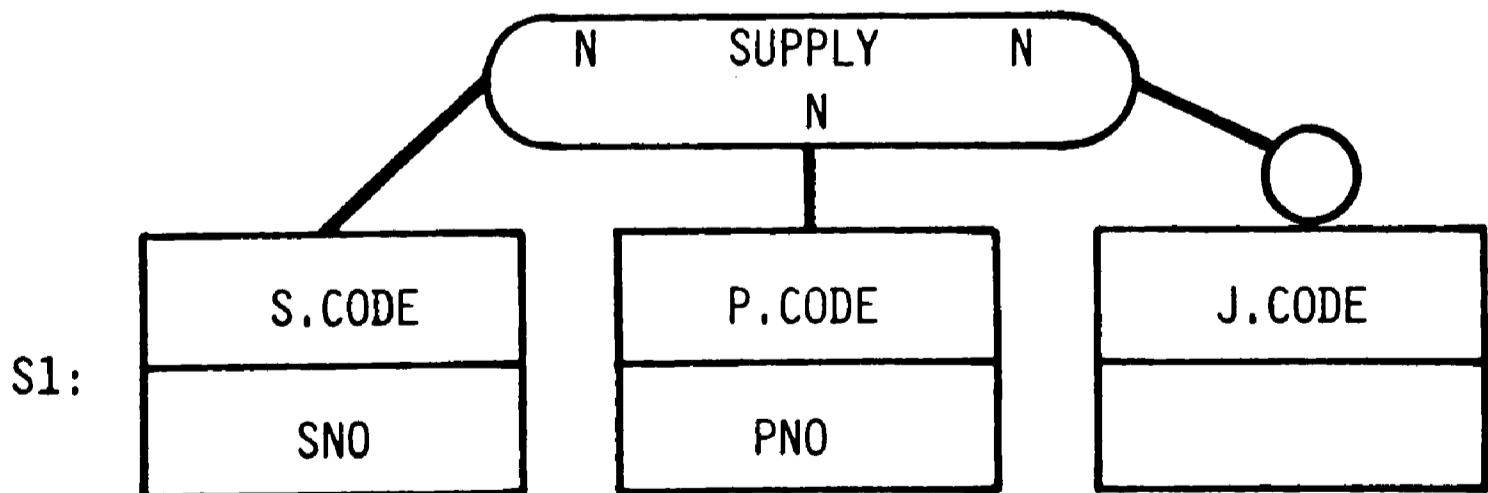 N SUPPLY N
N
S.CODE P.CODE J.CODE
S1:
SNO PNO